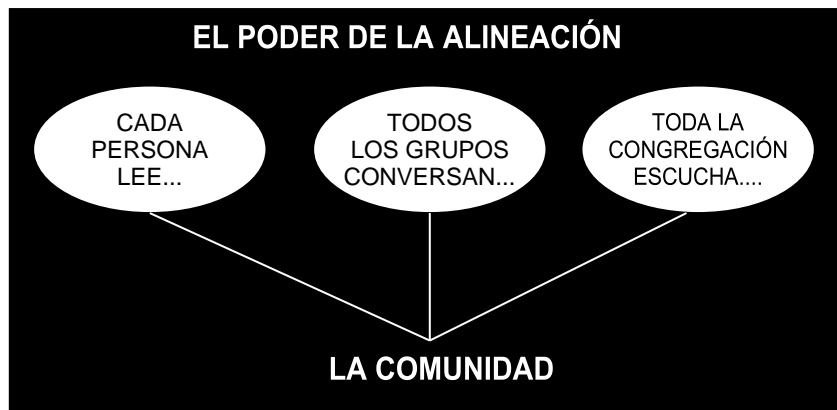 EL PODER DE LA ALINEACIÓN
CADA
PERSONA
LEE...
TODOS
LOS GRUPOS
CONVERSAN...
TODA LA
CONGREGACIÓN
ESCUCHA....
LA COMUNIDAD